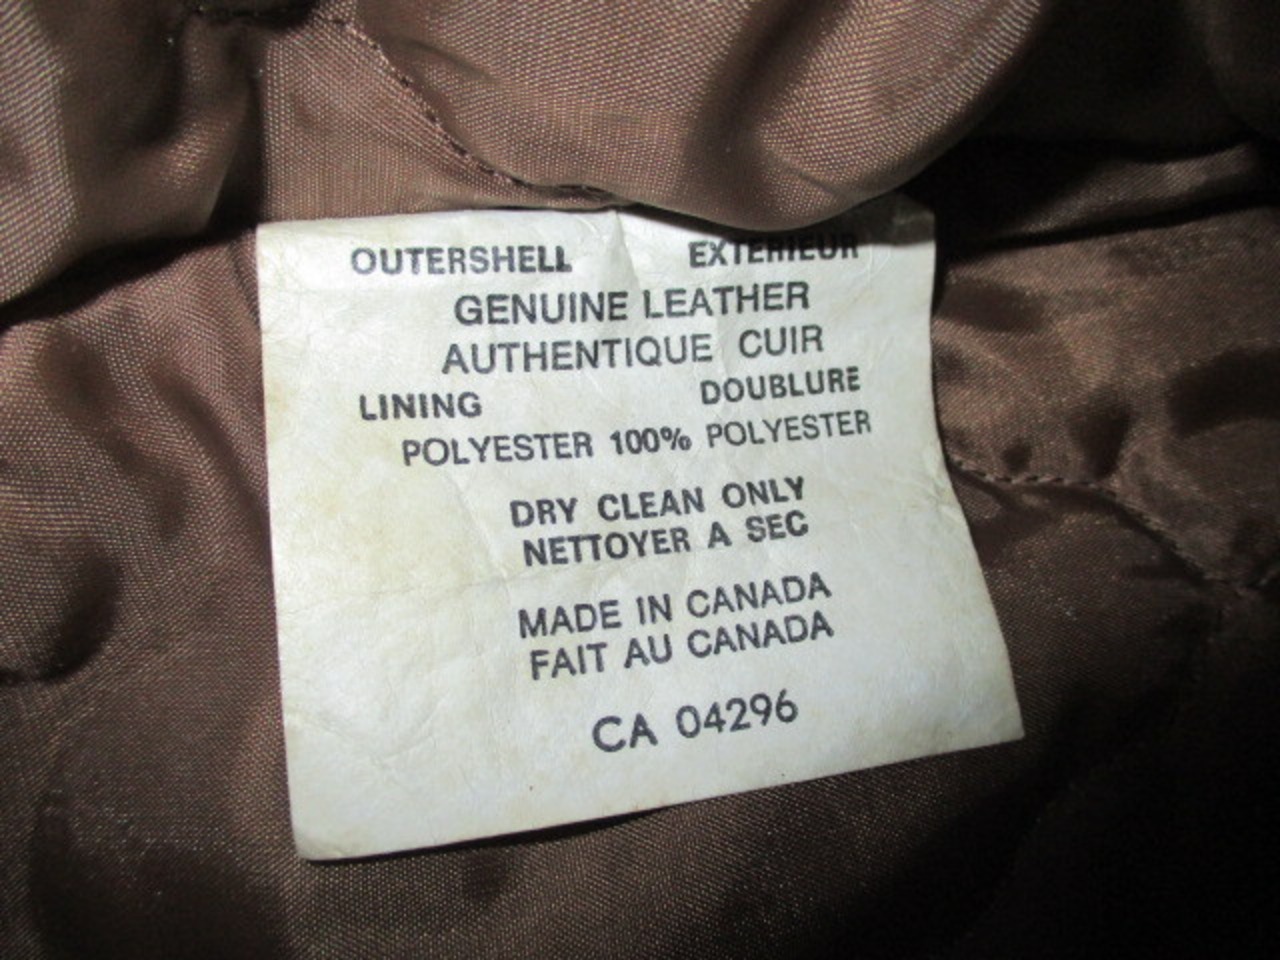 OUTERSHELL EXTERIEUR
GENUINE LEATHER
AUTHENTIQUE CUIR
LINING DOUBLURE
POLYESTER 100% POLYESTER
DRY CLEAN ONLY
NETTOYER A SEC
MADE IN CANADA
FAIT AU CANADA
CA 04296